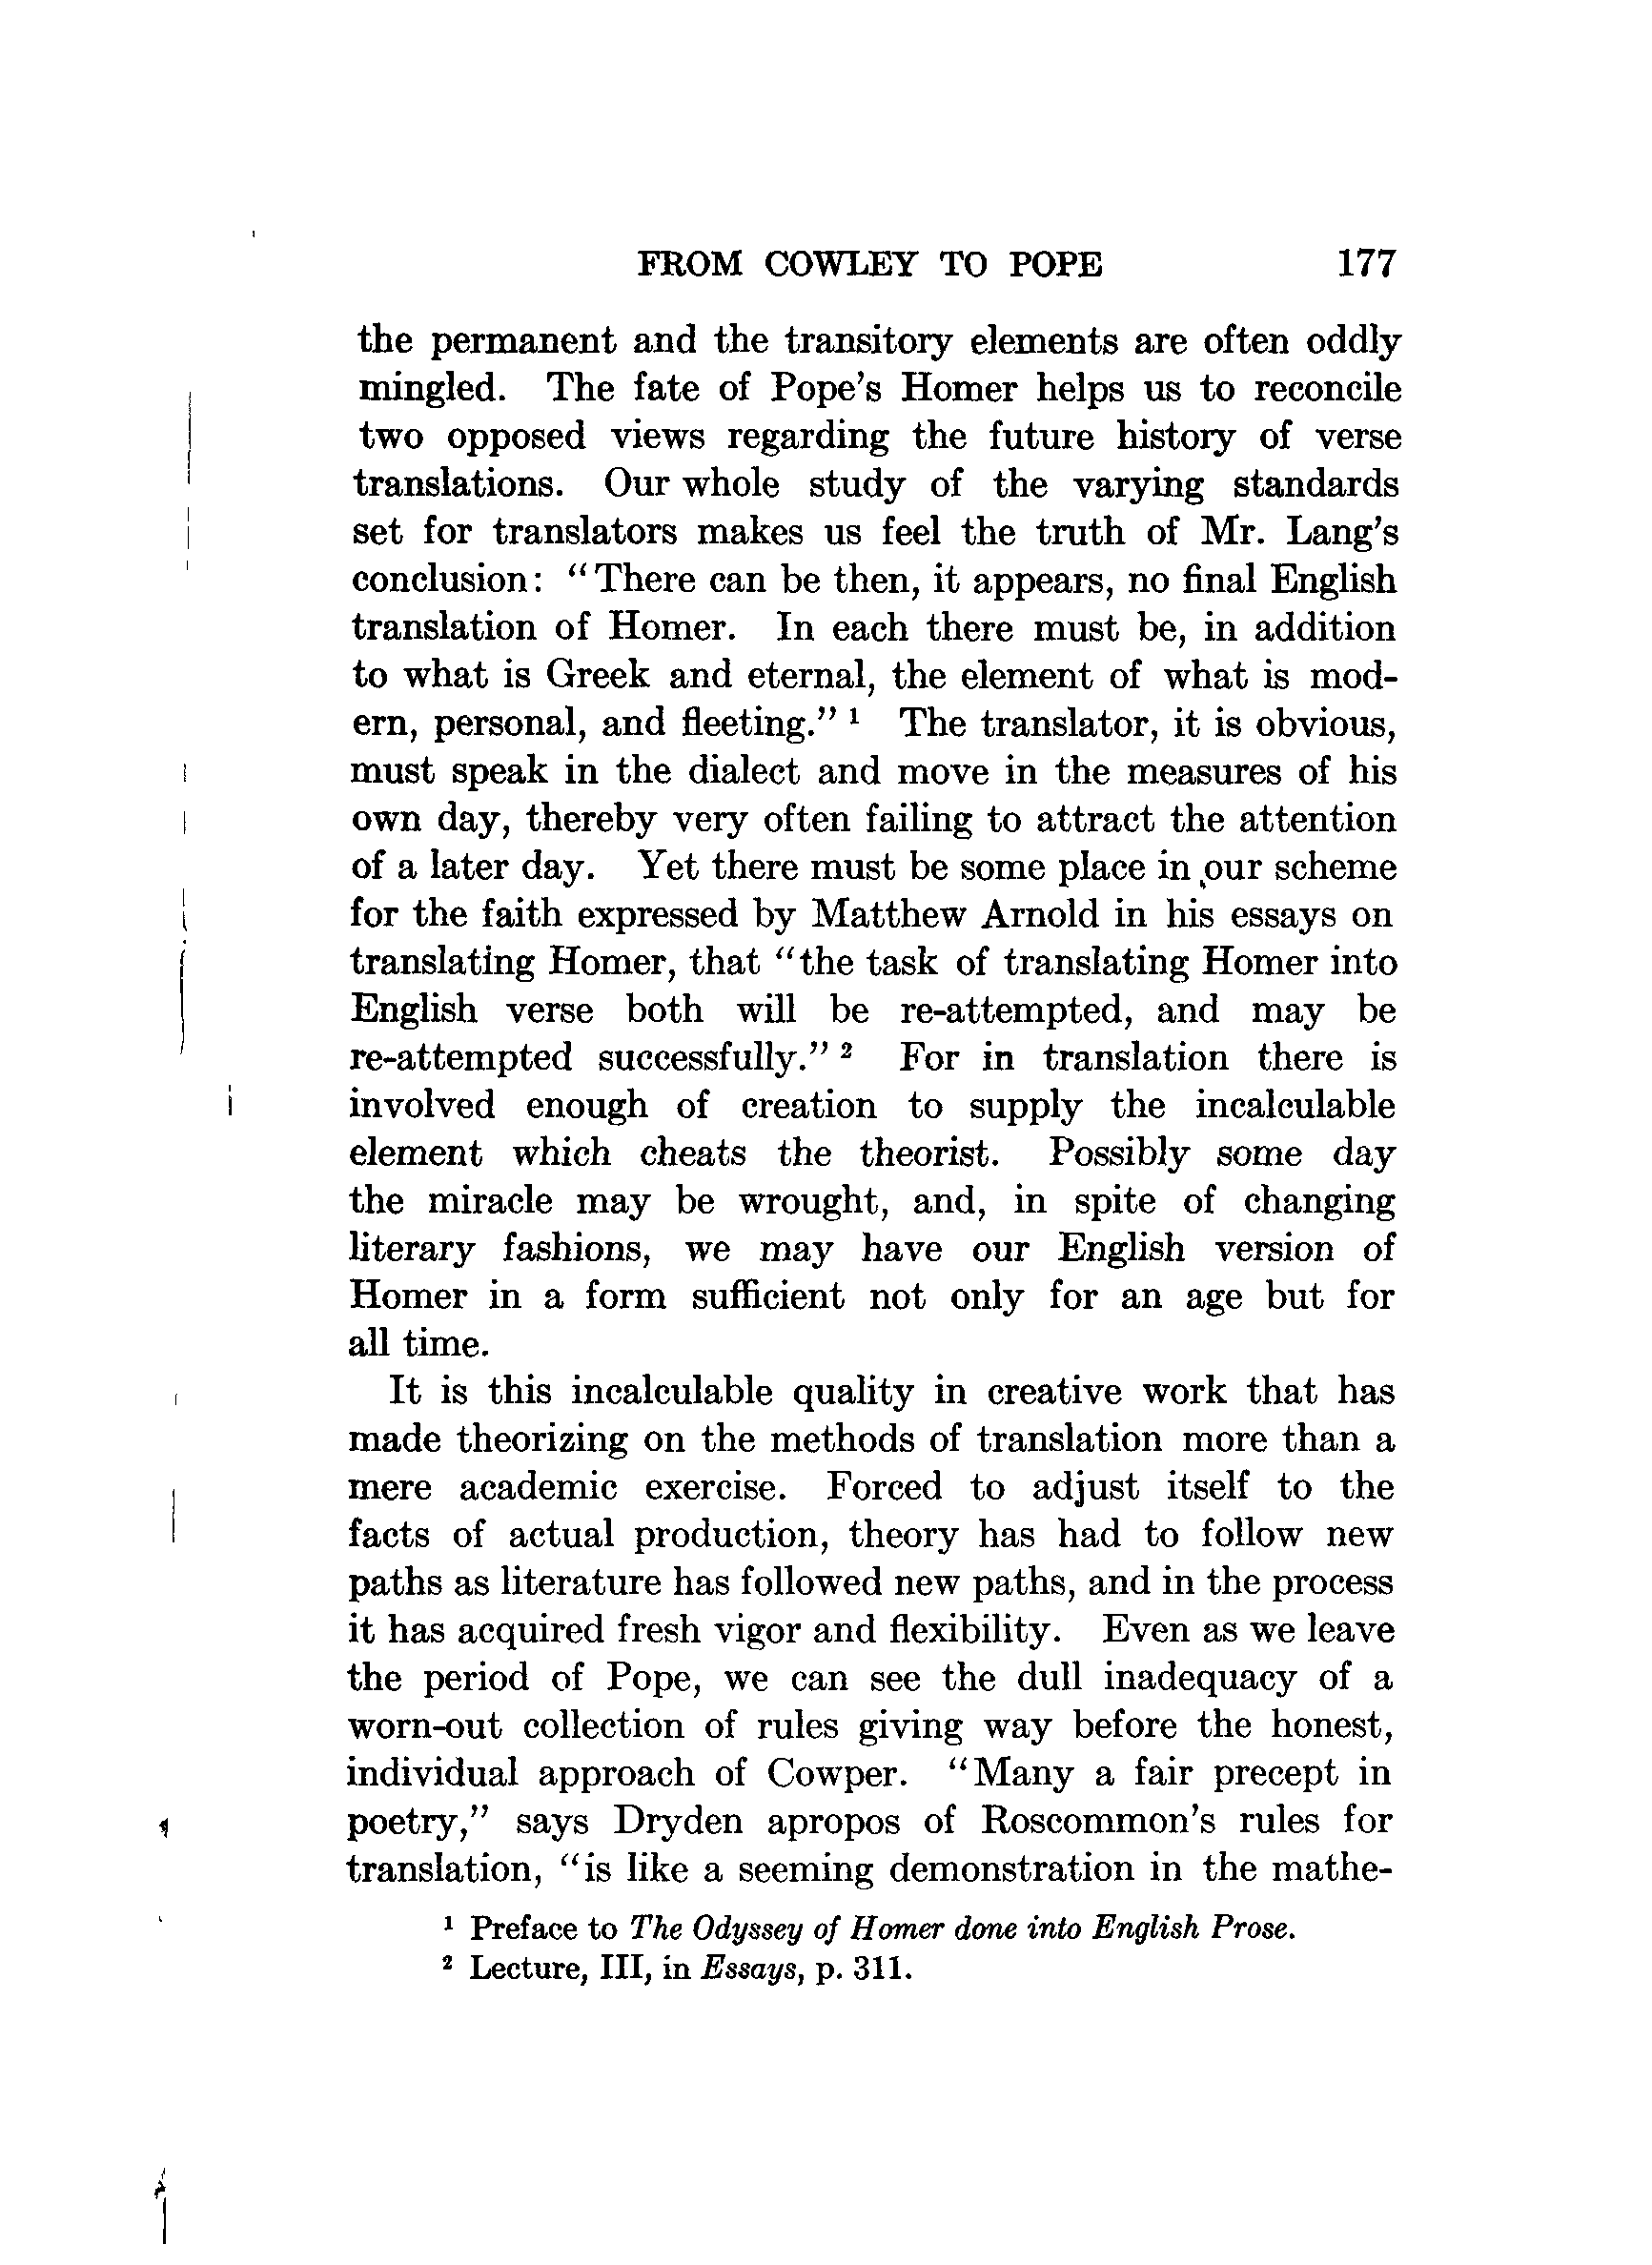 FROM COWLEY TO POPE 177
the permanent and the transitory elements are often oddly
mingled. The fate of Pope's Homer helps us to reconcile
two opposed views regarding the future history of verse
translations. Our whole study of the varying standards
set for translators makes us feel the truth of Mr. Lang's
conclusion: “There can be then, it appears, no final English
translation of Homer. In each there must be, in addition
to what is Greek and eternal, the element of what is mod-
ern, personal, and fleeting.” ¹ The translator, it is obvious,
must speak in the dialect and move in the measures of his
own day, thereby very often failing to attract the attention
of a later day. Yet there must be some place in our scheme
for the faith expressed by Matthew Arnold in his essays on
translating Homer, that “the task of translating Homer into
English verse both will be re-attempted, and may be
re-attempted successfully.” ² For in translation there is
involved enough of creation to supply the incalculable
element which cheats the theorist. Possibly some day
the miracle may be wrought, and, in spite of changing
literary fashions, we may have our English version of
Homer in a form sufficient not only for an age but for
all time.
It is this incalculable quality in creative work that has
made theorizing on the methods of translation more than a
mere academic exercise. Forced to adjust itself to the
facts of actual production, theory has had to follow new
paths as literature has followed new paths, and in the process
it has acquired fresh vigor and flexibility. Even as we leave
the period of Pope, we can see the dull inadequacy of a
worn-out collection of rules giving way before the honest,
individual approach of Cowper. “Many a fair precept in
poetry,” says Dryden apropos of Roscommon's rules for
translation, “is like a seeming demonstration in the mathe-
¹ Preface to The Odyssey of Homer done into English Prose.
² Lecture, III, in Essays, p. 311.